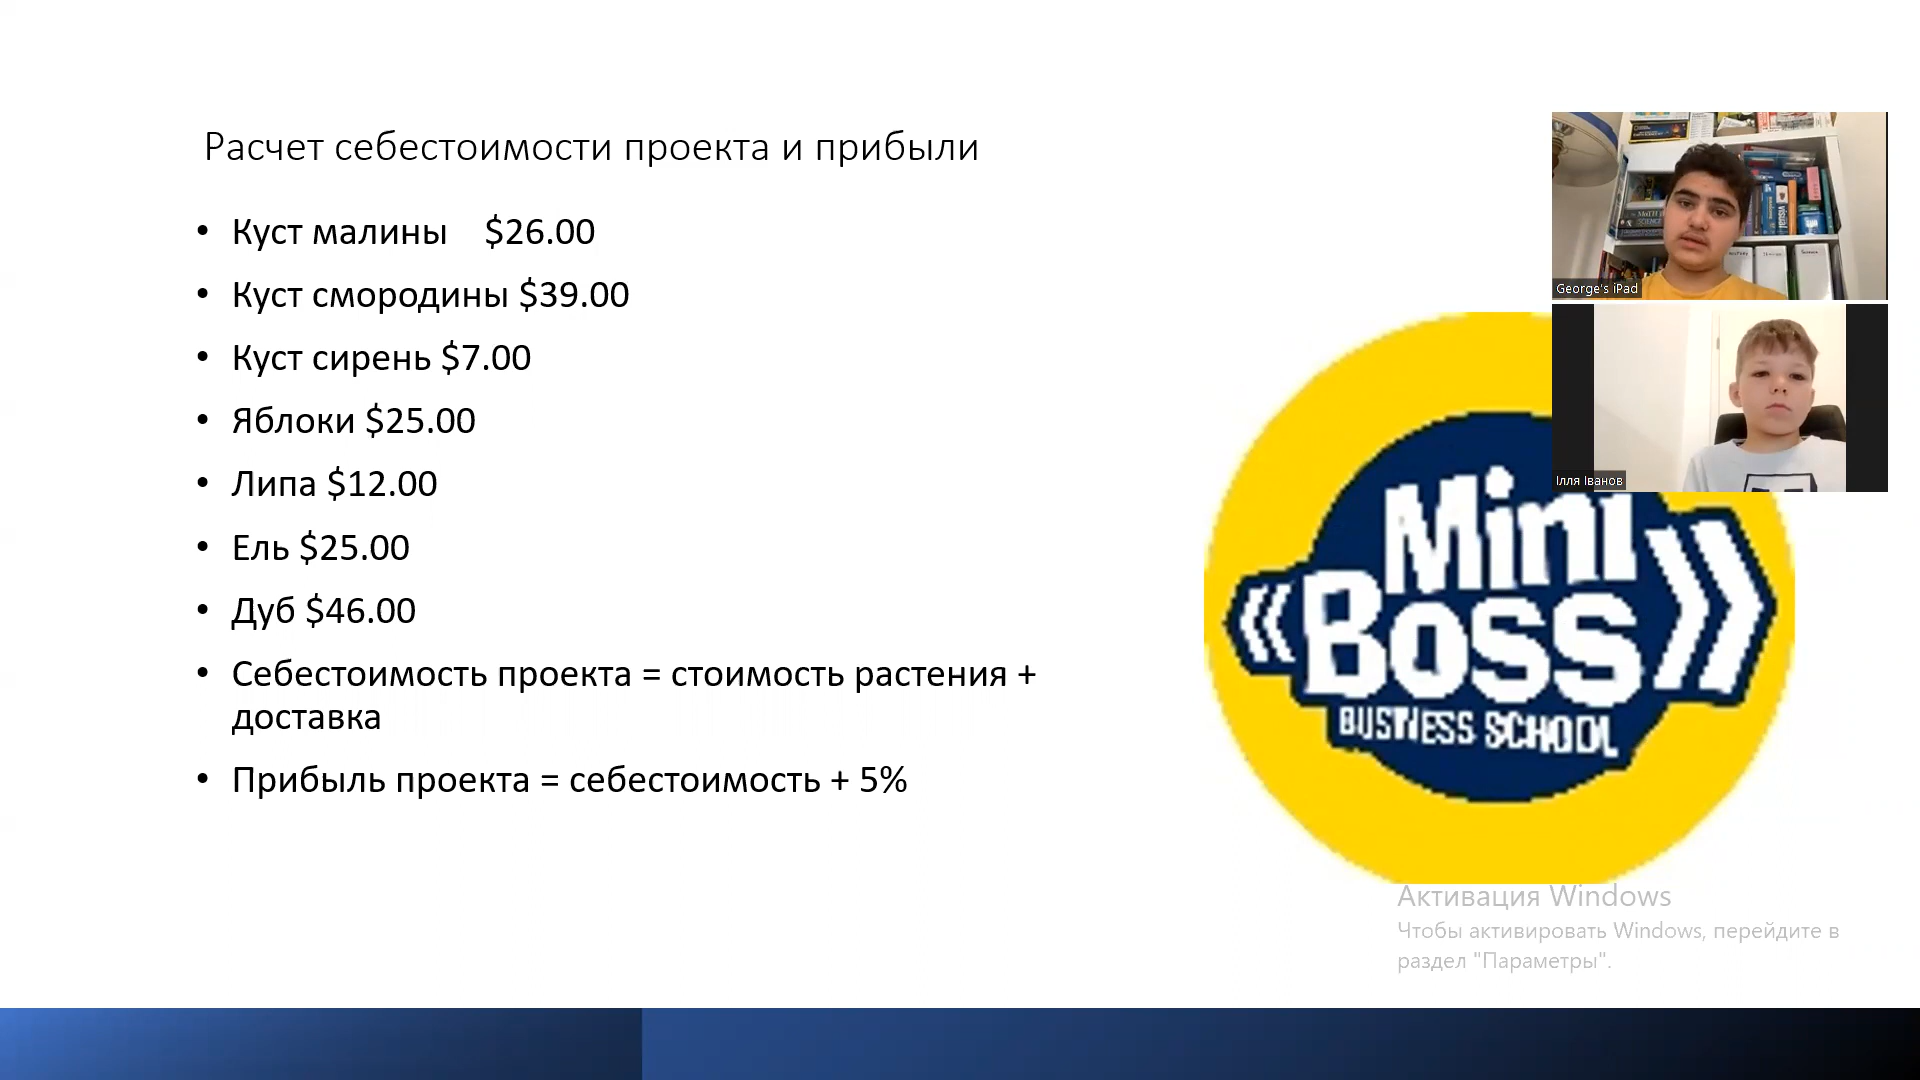 Расчет себестоимости проекта и прибыли
• Куст малины $26.00
• Куст смородины $39.00
• Куст сирень $7.00
• Яблоки $25.00
• Липа $12.00
• Ель $25.00
• Дуб $46.00
• Себестоимость проекта = стоимость растения +
доставка
• Прибыль проекта = себестоимость + 5%
George's iPad
Ілля Іванов
Mini
Boss
BUSINESS SCHOOL
Активация Windows
Чтобы активировать Windows, перейдите в
раздел "Параметры".